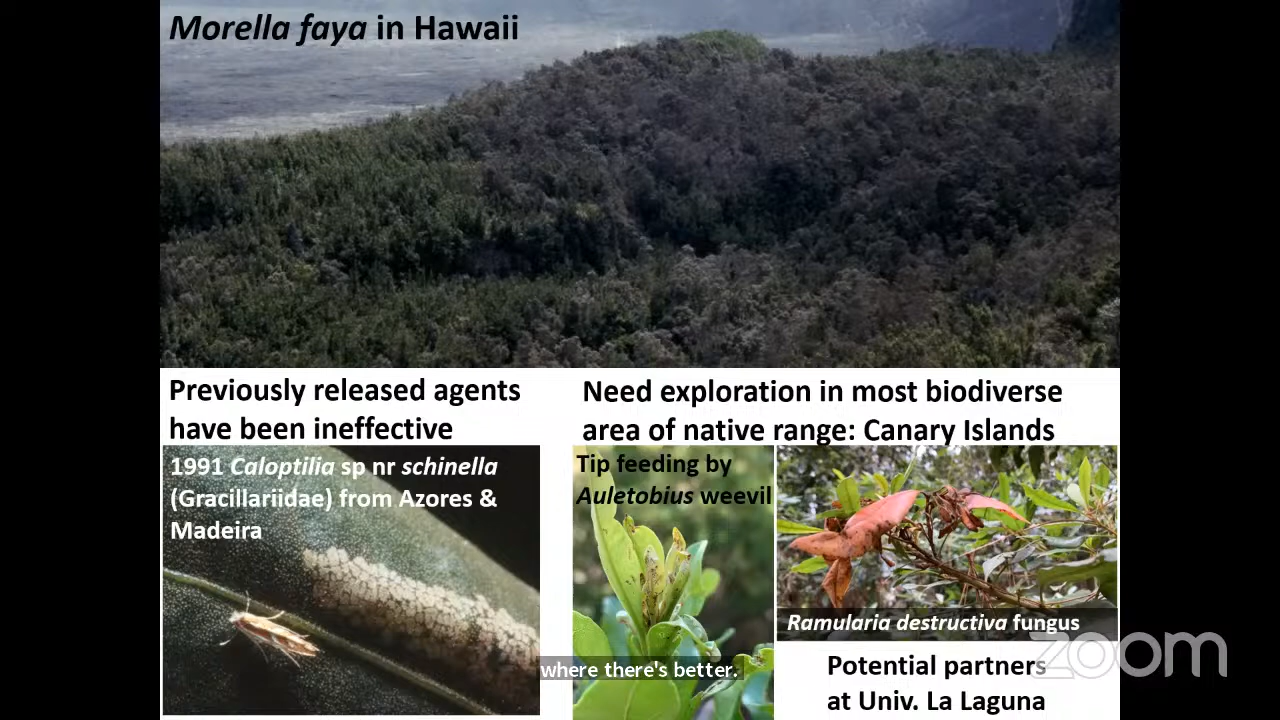 Morella faya in Hawaii
Previously released agents
have been ineffective
Need exploration in most biodiverse
area of native range: Canary Islands
1991 Caloptilia sp nr schinella
(Gracillariidae) from Azores &
Madeira
Tip feeding by
Auletobius weevil
Ramularia destructiva fungus
Potential partners
at Univ. La Laguna
where there's better.
zoom